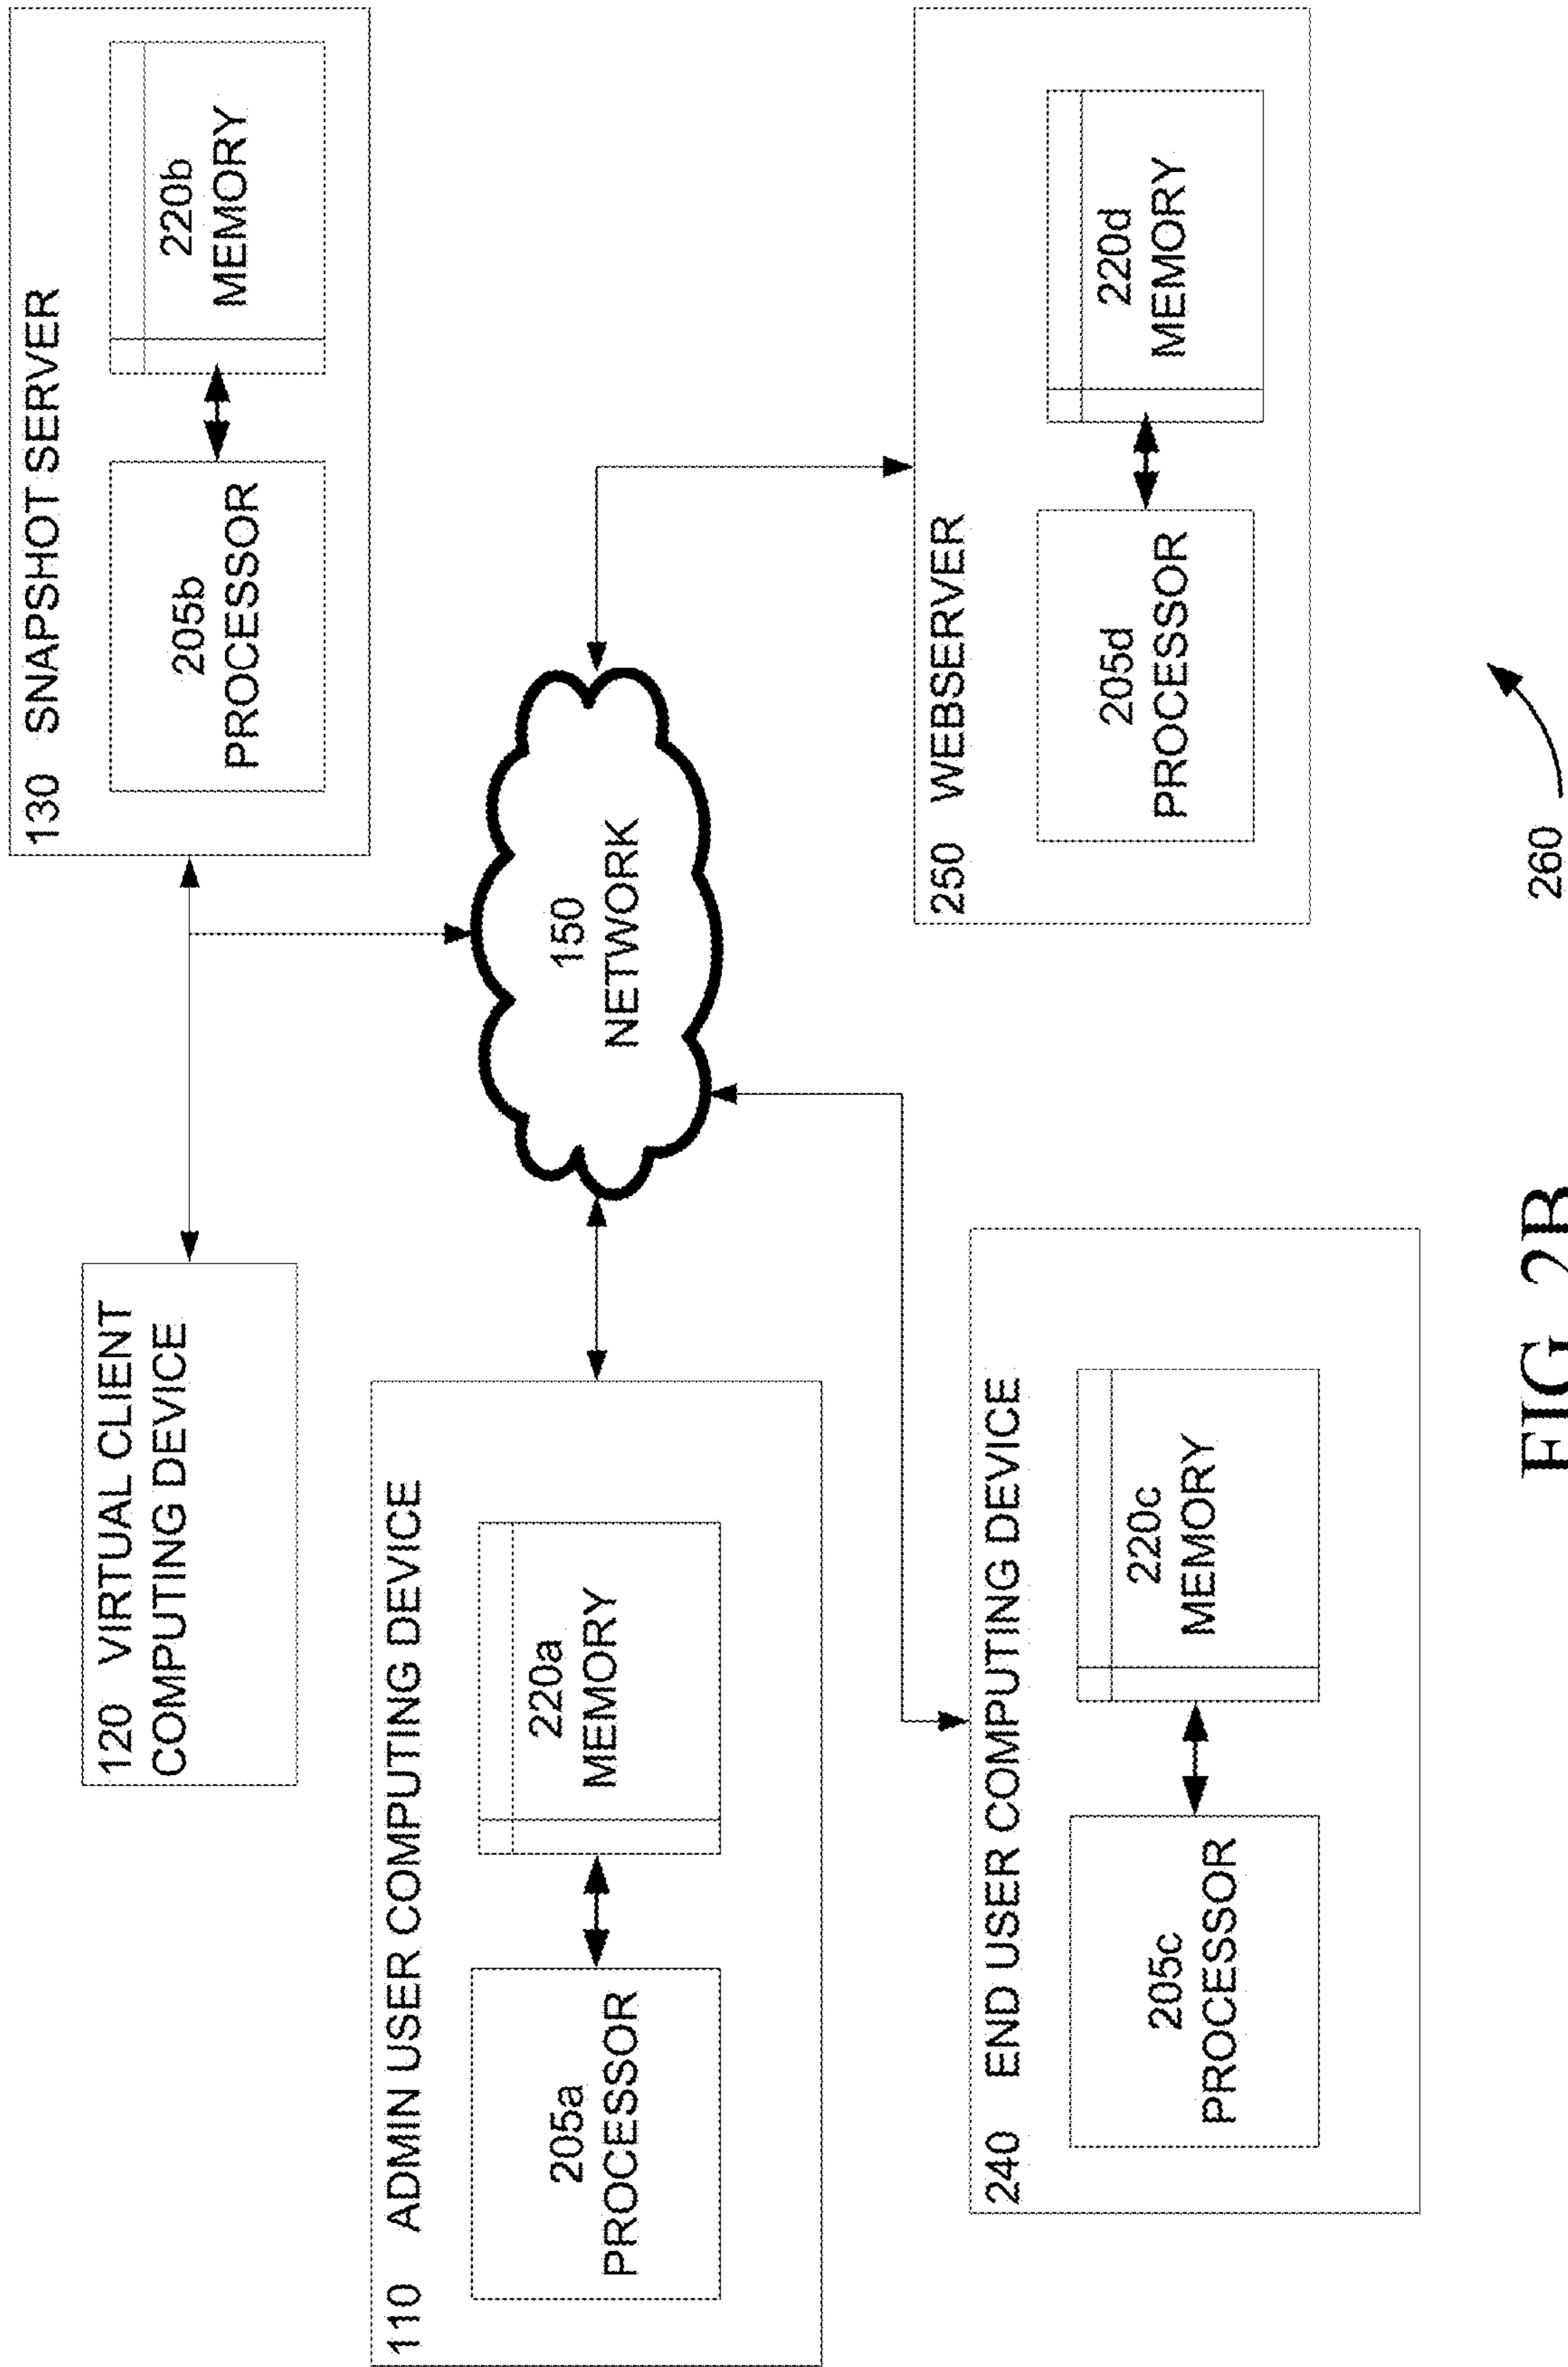 120 VIRTUAL CLIENT
COMPUTING DEVICE
130 SNAPSHOT SERVER
205b
PROCESSOR
220b
MEMORY
110 ADMIN USER COMPUTING DEVICE
205a
PROCESSOR
220a
MEMORY
150
NETWORK
240 END USER COMPUTING DEVICE
205c
PROCESSOR
220c
MEMORY
250 WEBSERVER
205d
PROCESSOR
220d
MEMORY
260
FIG. 2B